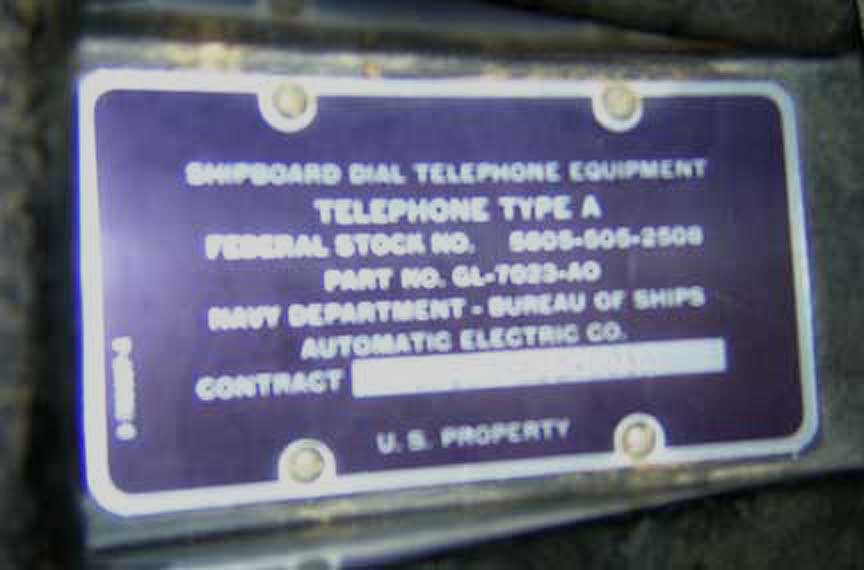 SHIPBOARD DIAL TELEPHONE EQUIPMENT
TELEPHONE TYPE A
FEDERAL STOCK NO. 5805-505-2508
PART NO. GL-7023-AO
NAVY DEPARTMENT - BUREAU OF SHIPS
AUTOMATIC ELECTRIC CO.
CONTRACT
U. S. PROPERTY